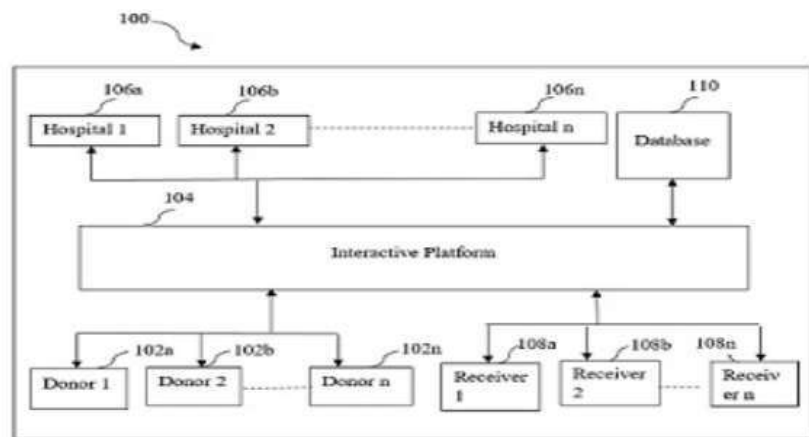 100
106a 106b 106n 110
Hospital 1 Hospital 2 Hospital n Database
104
Interactive Platform
102a 102b 102n 108a 108b 108n
Donor 1 Donor 2 Donor n Receiver Receiver Receiv
1 2 er n